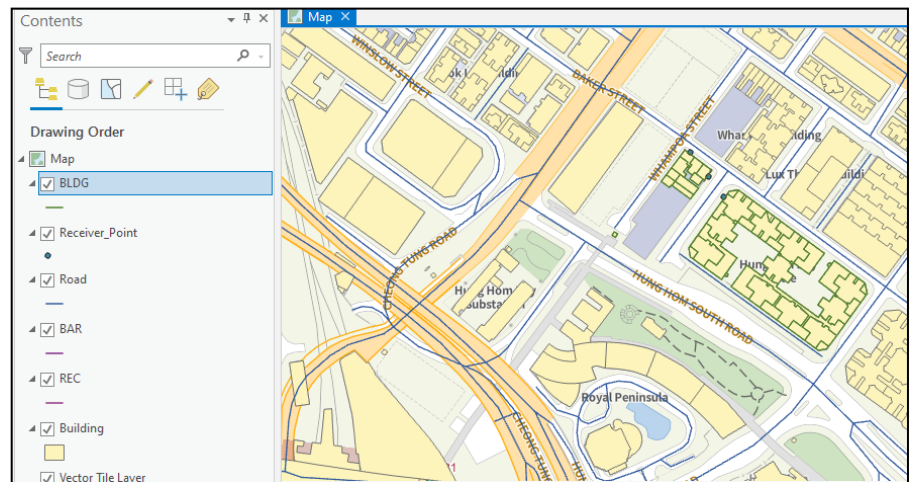 Contents
Map
Search
Drawing Order
Map
BLDG
Receiver_Point
Road
BAR
REC
Building
Vector Tile Layer
WINSLOW STREET
BAKER STREET
WHAMPOA STREET
CHEONG TUNG ROAD
HUNG HOM SOUTH ROAD
Royal Peninsula
CHEONG TUNG